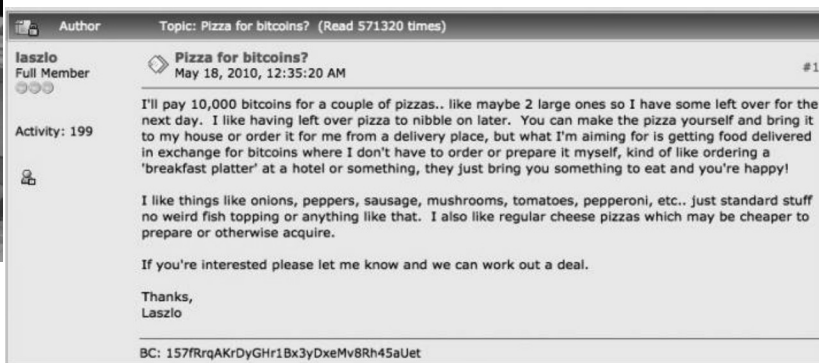 Author Topic: Pizza for bitcoins? (Read 571320 times)
laszlo
Full Member
Activity: 199
Pizza for bitcoins?
May 18, 2010, 12:35:20 AM
#1
I'll pay 10,000 bitcoins for a couple of pizzas.. like maybe 2 large ones so I have some left over for the
next day. I like having left over pizza to nibble on later. You can make the pizza yourself and bring it
to my house or order it for me from a delivery place, but what I'm aiming for is getting food delivered
in exchange for bitcoins where I don't have to order or prepare it myself, kind of like ordering a
'breakfast platter' at a hotel or something, they just bring you something to eat and you're happy!
I like things like onions, peppers, sausage, mushrooms, tomatoes, pepperoni, etc.. just standard stuff
no weird fish topping or anything like that. I also like regular cheese pizzas which may be cheaper to
prepare or otherwise acquire.
If you're interested please let me know and we can work out a deal.
Thanks,
Laszlo
BC: 157fRrqAKrDyGHr1Bx3yDxeMv8Rh45aUet